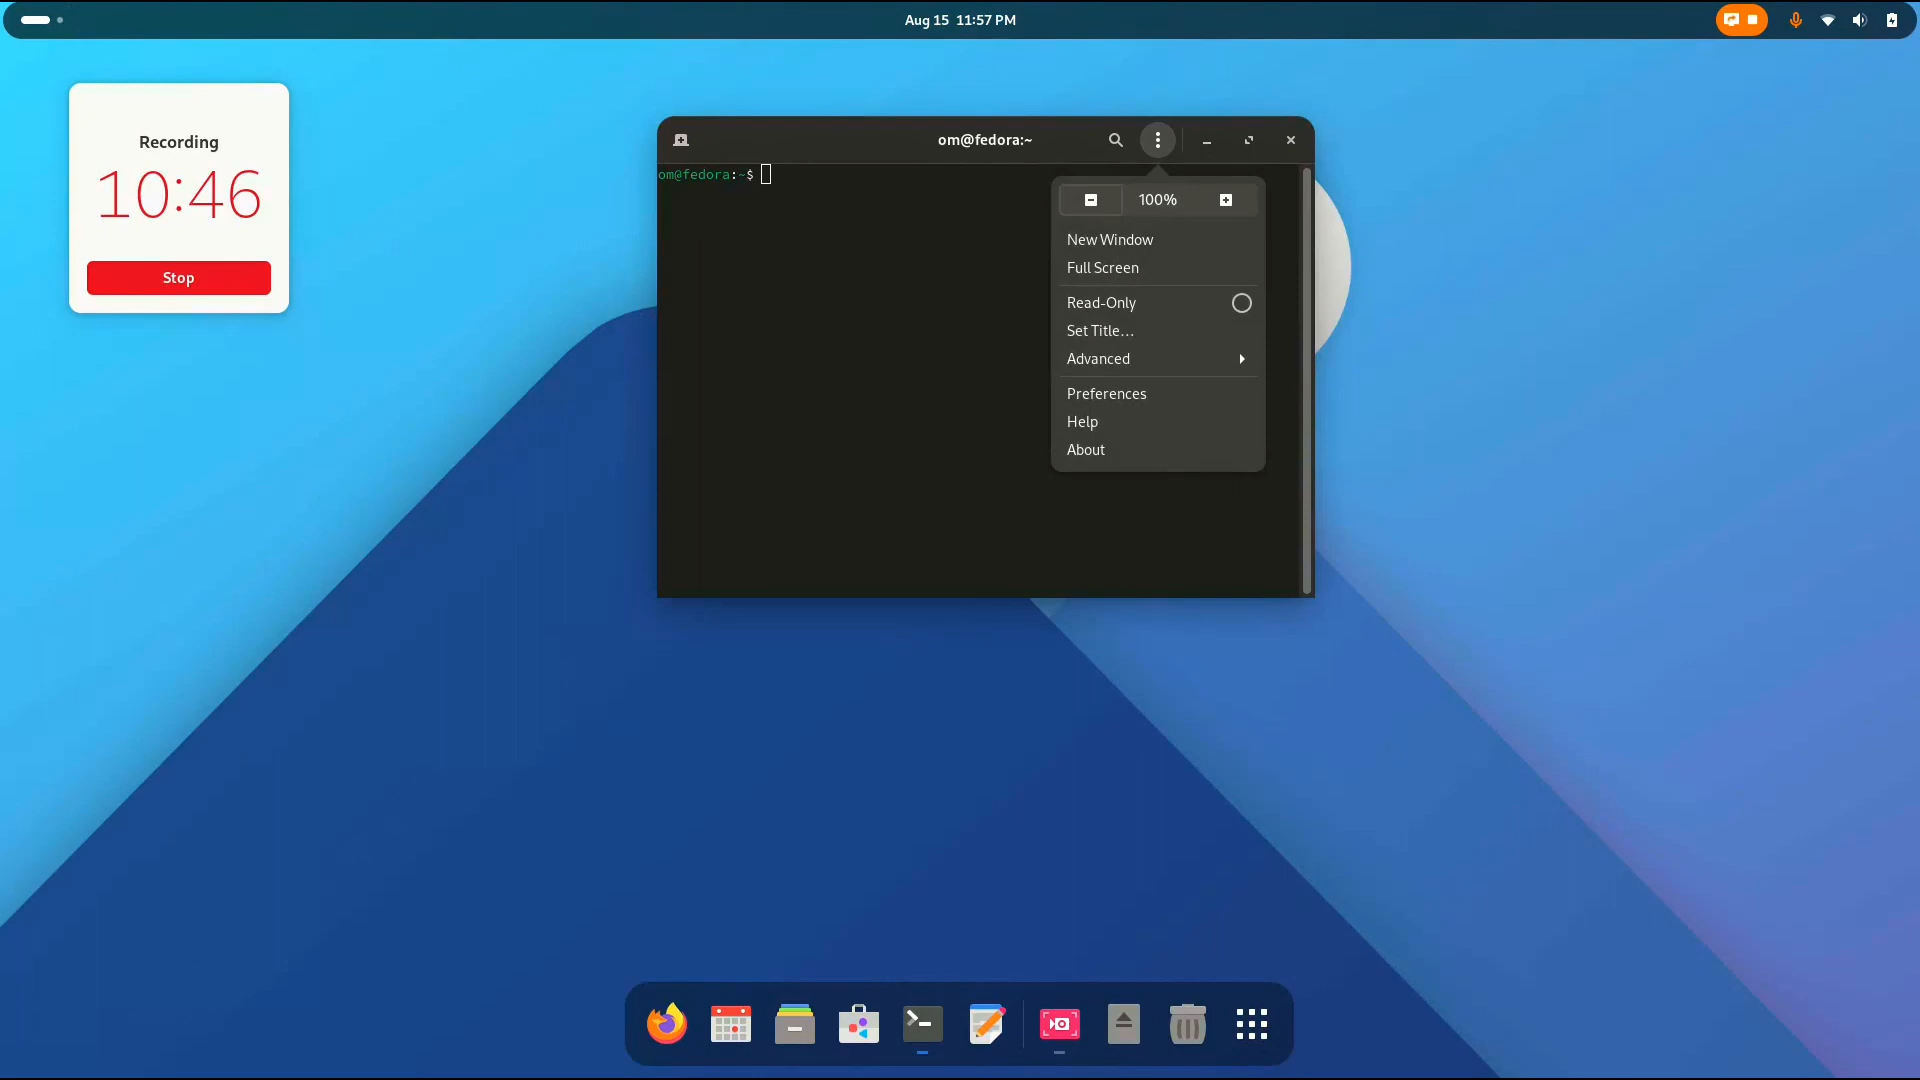 Aug 15 11:57 PM
Recording
10:46
Stop
om@fedora:~
om@fedora:~$
100%
New Window
Full Screen
Read-Only
Set Title…
Advanced
Preferences
Help
About